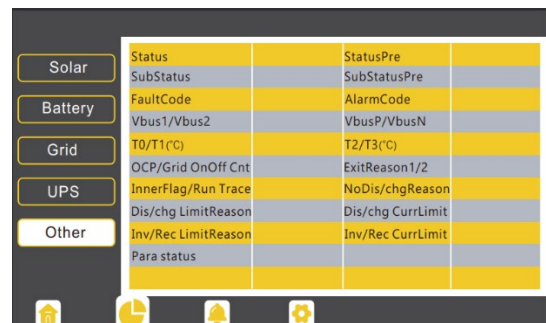 Solar
Battery
Grid
UPS
Other
Status StatusPre
SubStatus SubStatusPre
FaultCode AlarmCode
Vbus1/Vbus2 VbusP/VbusN
T0/T1(℃) T2/T3(℃)
OCP/Grid OnOff Cnt ExitReason1/2
InnerFlag/Run Trace NoDis/chgReason
Dis/chg LimitReason Dis/chg CurrLimit
Inv/Rec LimitReason Inv/Rec CurrLimit
Para status